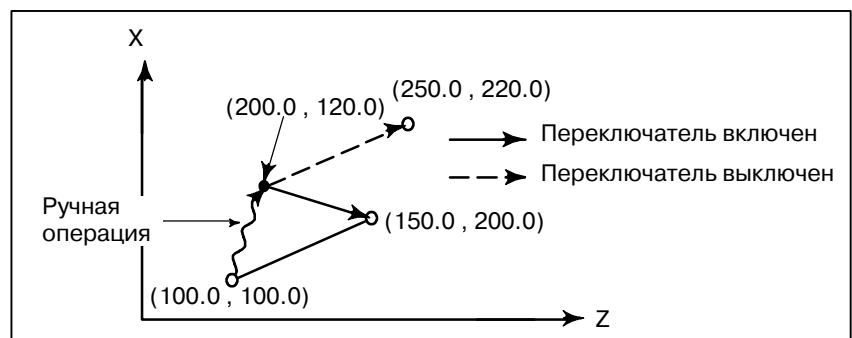 X
(250.0 , 220.0)
(200.0 , 120.0)
Переключатель включен
Переключатель выключен
Ручная
операция
(150.0 , 200.0)
(100.0 , 100.0)
Z